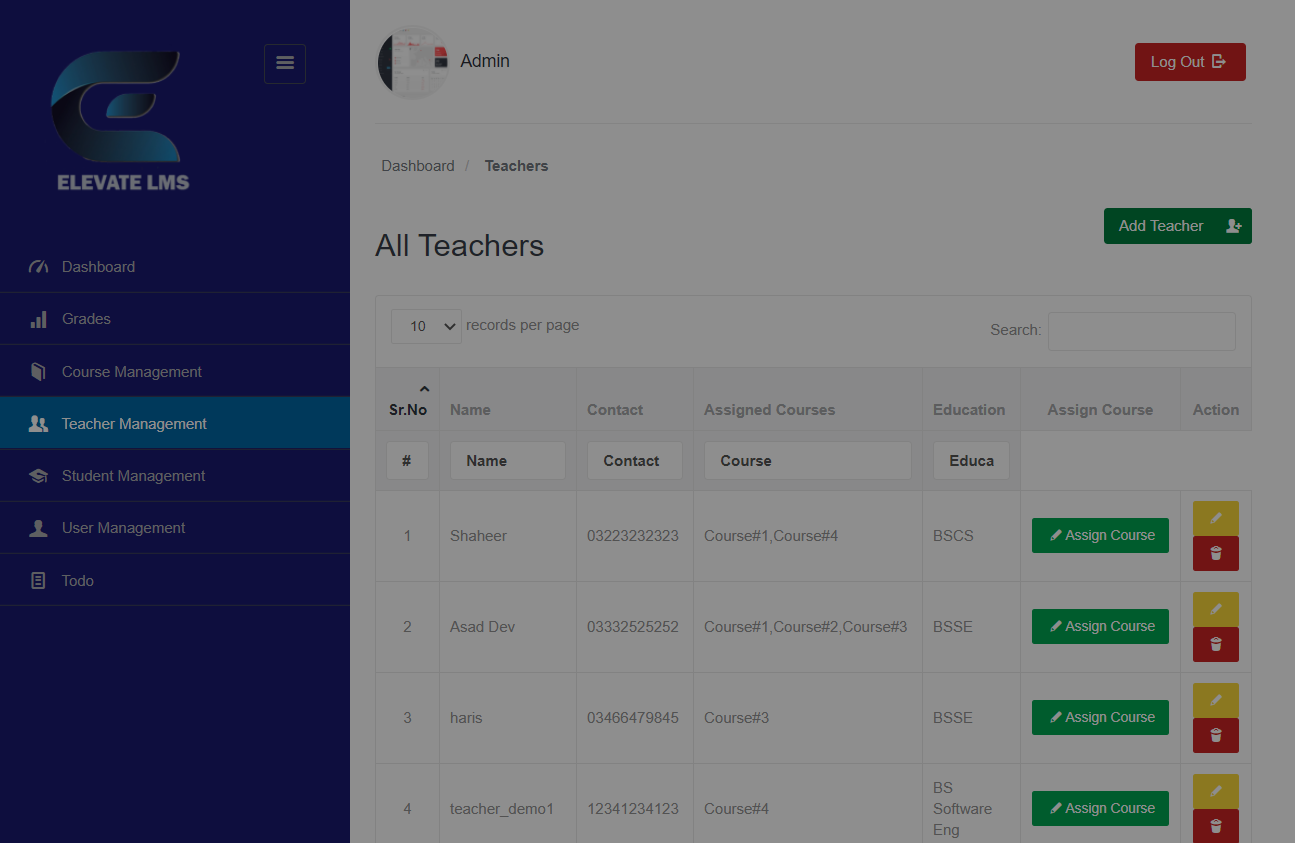 ELEVATE LMS
Dashboard
Grades
Course Management
Teacher Management
Student Management
User Management
Todo
Admin
Log Out
Dashboard / Teachers
All Teachers
Add Teacher
10 records per page
Search:
Sr.No Name Contact Assigned Courses Education Assign Course Action
# Name Contact Course Educa
1 Shaheer 03223232323 Course#1,Course#4 BSCS Assign Course
2 Asad Dev 03332525252 Course#1,Course#2,Course#3 BSSE Assign Course
3 haris 03466479845 Course#3 BSSE Assign Course
4 teacher_demo1 12341234123 Course#4 BS Software Eng Assign Course